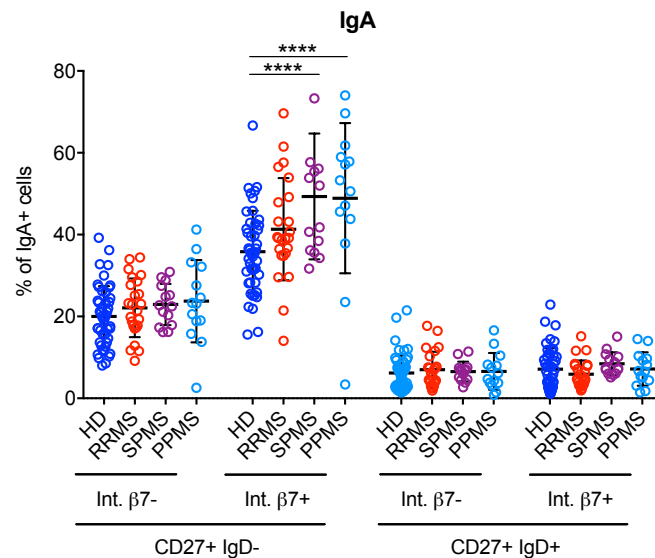 IgA
****
****
% of IgA+ cells
80
60
40
20
0
HD RRMS SPMS PPMS HD RRMS SPMS PPMS HD RRMS SPMS PPMS HD RRMS SPMS PPMS
Int. β7- Int. β7+ Int. β7- Int. β7+
CD27+ IgD- CD27+ IgD+